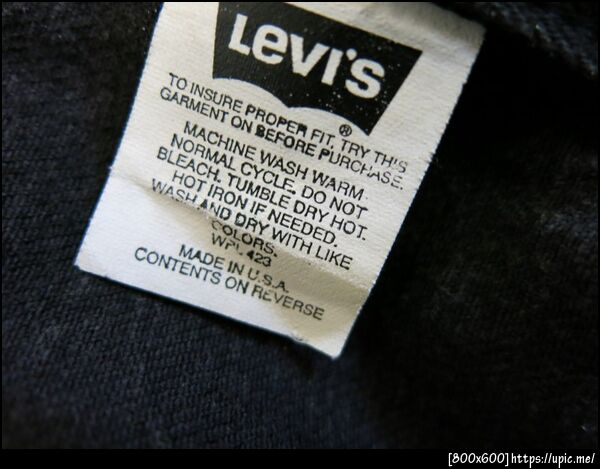 LEVI'S
®
TO INSURE PROPER FIT, TRY THIS
GARMENT ON BEFORE PURCHASE.
MACHINE WASH WARM
NORMAL CYCLE. DO NOT
BLEACH. TUMBLE DRY HOT.
HOT IRON IF NEEDED.
WASH AND DRY WITH LIKE
COLORS.
WPL 423
MADE IN U.S.A.
CONTENTS ON REVERSE
[800x600]https://upic.me/